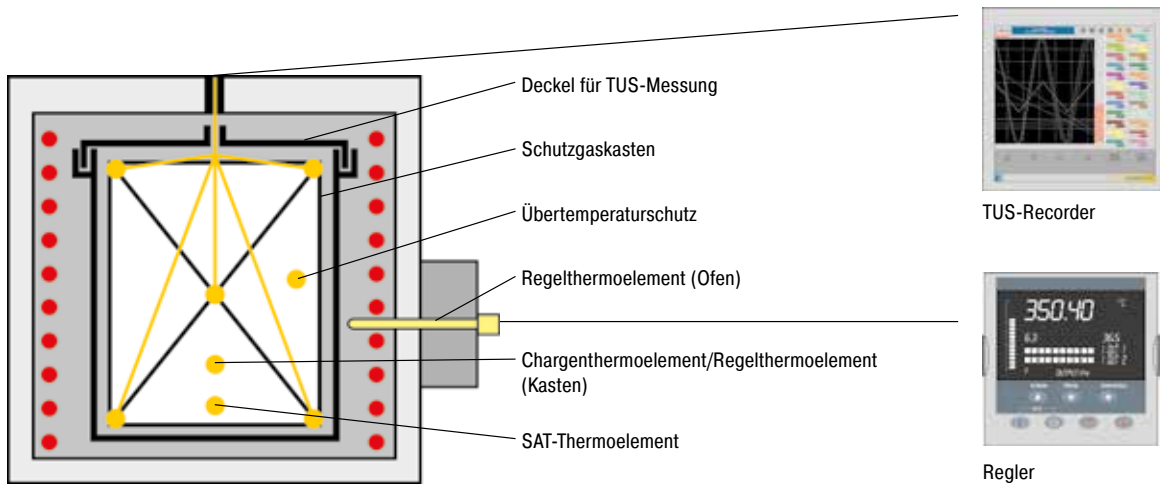 Deckel für TUS-Messung
Schutzgaskasten
Übertemperaturschutz
Regelthermoelement (Ofen)
Chargenthermoelement/Regelthermoelement
(Kasten)
SAT-Thermoelement
TUS-Recorder
350.40 °C
Regler